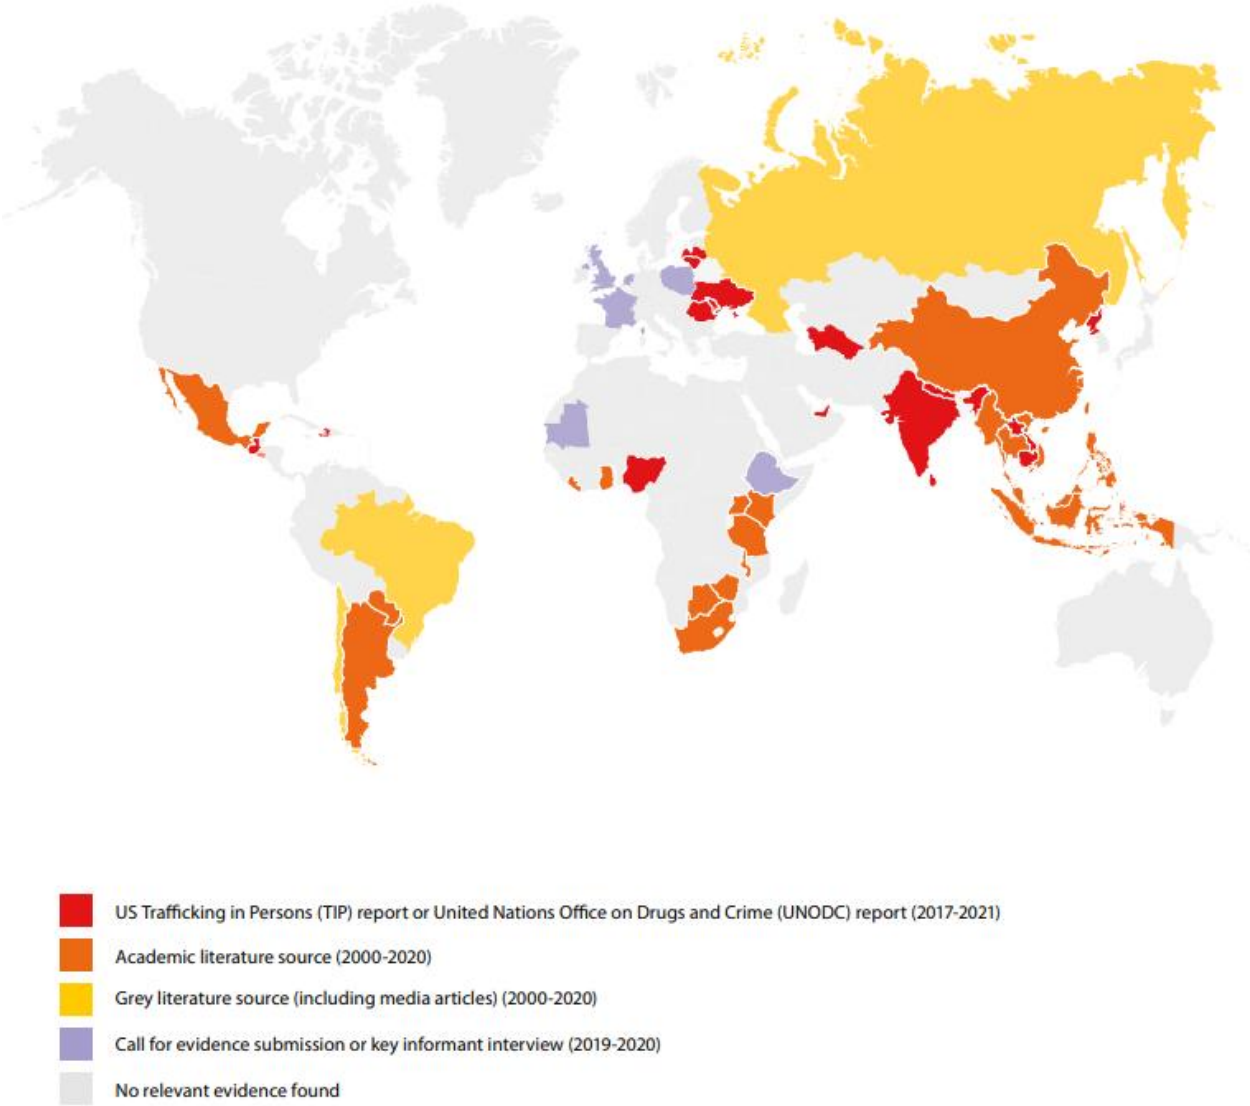 US Trafficking in Persons (TIP) report or United Nations Office on Drugs and Crime (UNODC) report (2017-2021)
Academic literature source (2000-2020)
Grey literature source (including media articles) (2000-2020)
Call for evidence submission or key informant interview (2019-2020)
No relevant evidence found